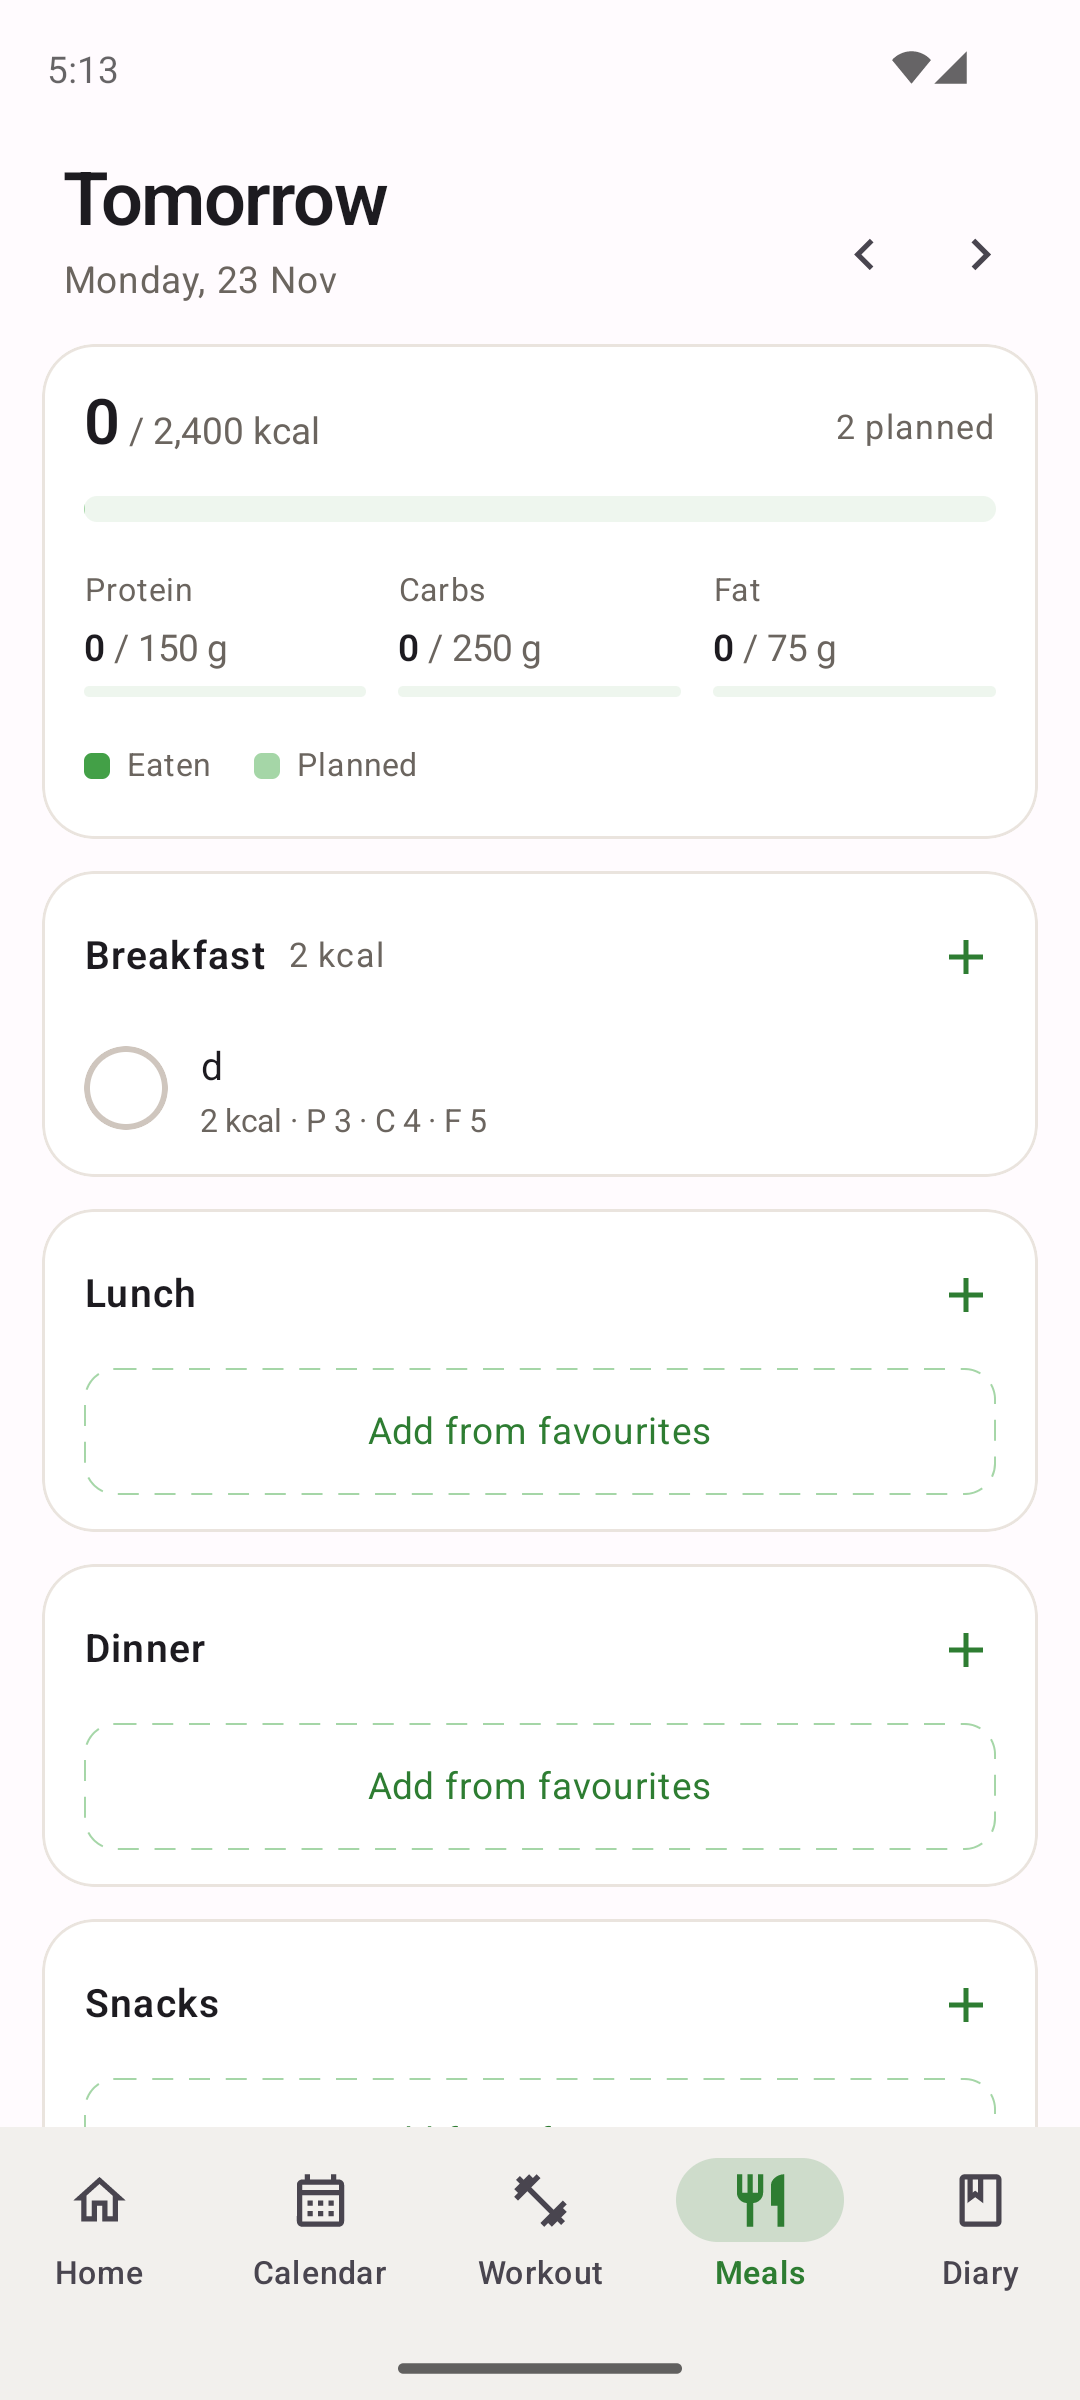 5:13
Tomorrow
Monday, 23 Nov
0 / 2,400 kcal
2 planned
Protein
Carbs
Fat
0 / 150 g
0 / 250 g
0 / 75 g
Eaten
Planned
Breakfast 2 kcal
d
2 kcal · P 3 · C 4 · F 5
Lunch
Add from favourites
Dinner
Add from favourites
Snacks
Home
Calendar
Workout
Meals
Diary